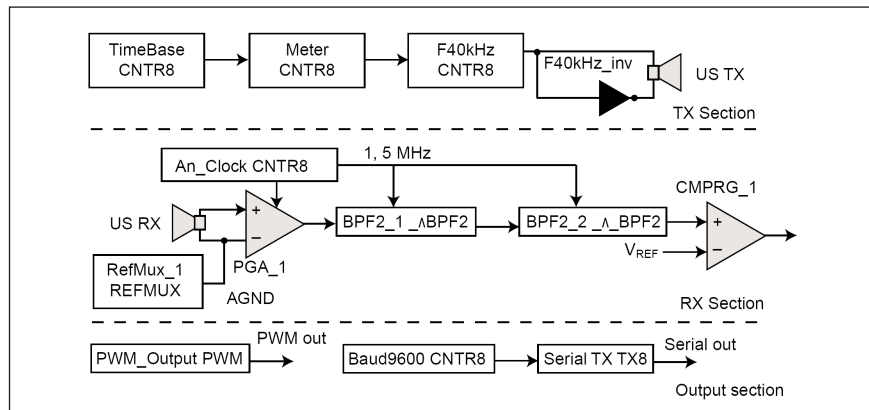 TimeBase
CNTR8
Meter
CNTR8
F40kHz
CNTR8
F40kHz_inv
US TX
TX Section
An_Clock CNTR8
1, 5 MHz
CMPRG_1
US RX
+
−
BPF2_1 _∧BPF2
BPF2_2 _∧_BPF2
+
−
VREF
PGA_1
RefMux_1
REFMUX
AGND
RX Section
PWM_Output PWM
PWM out
Baud9600 CNTR8
Serial TX TX8
Serial out
Output section